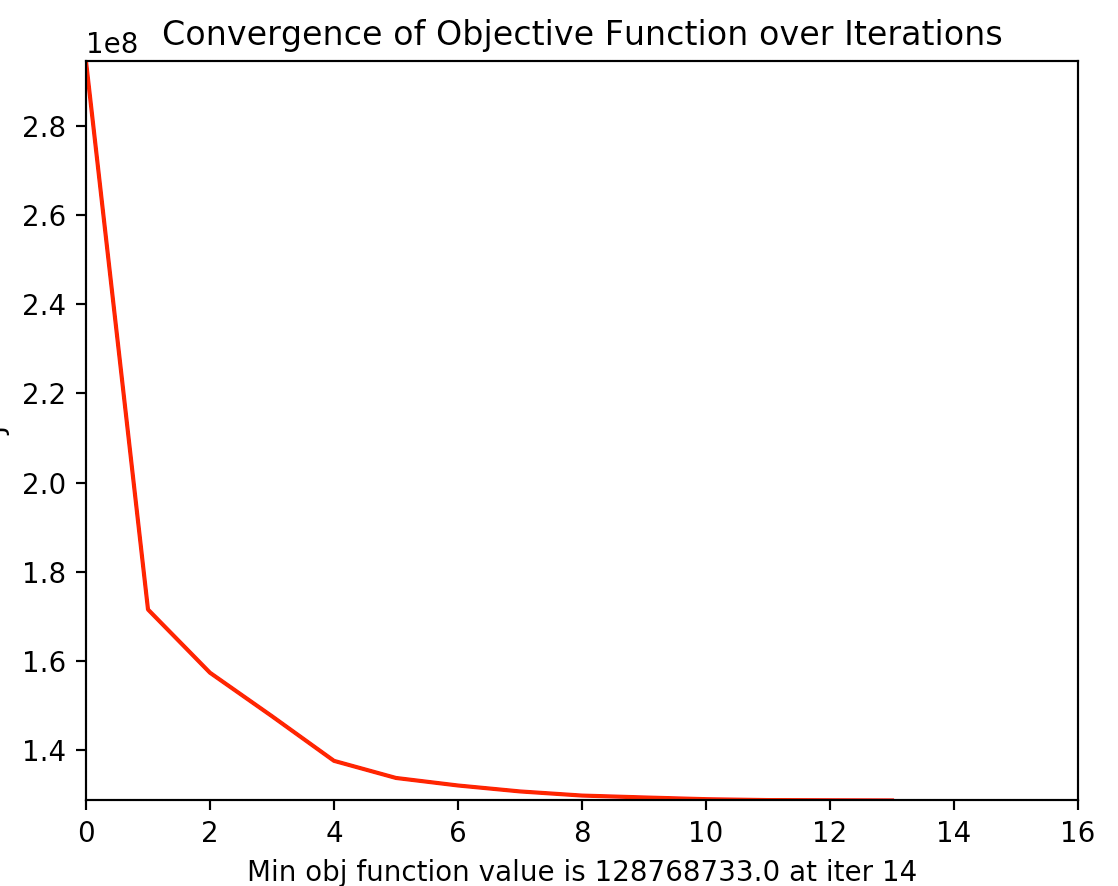 Convergence of Objective Function over Iterations
1e8
2.8
2.6
2.4
2.2
2.0
1.8
1.6
1.4
0 2 4 6 8 10 12 14 16
Min obj function value is 128768733.0 at iter 14